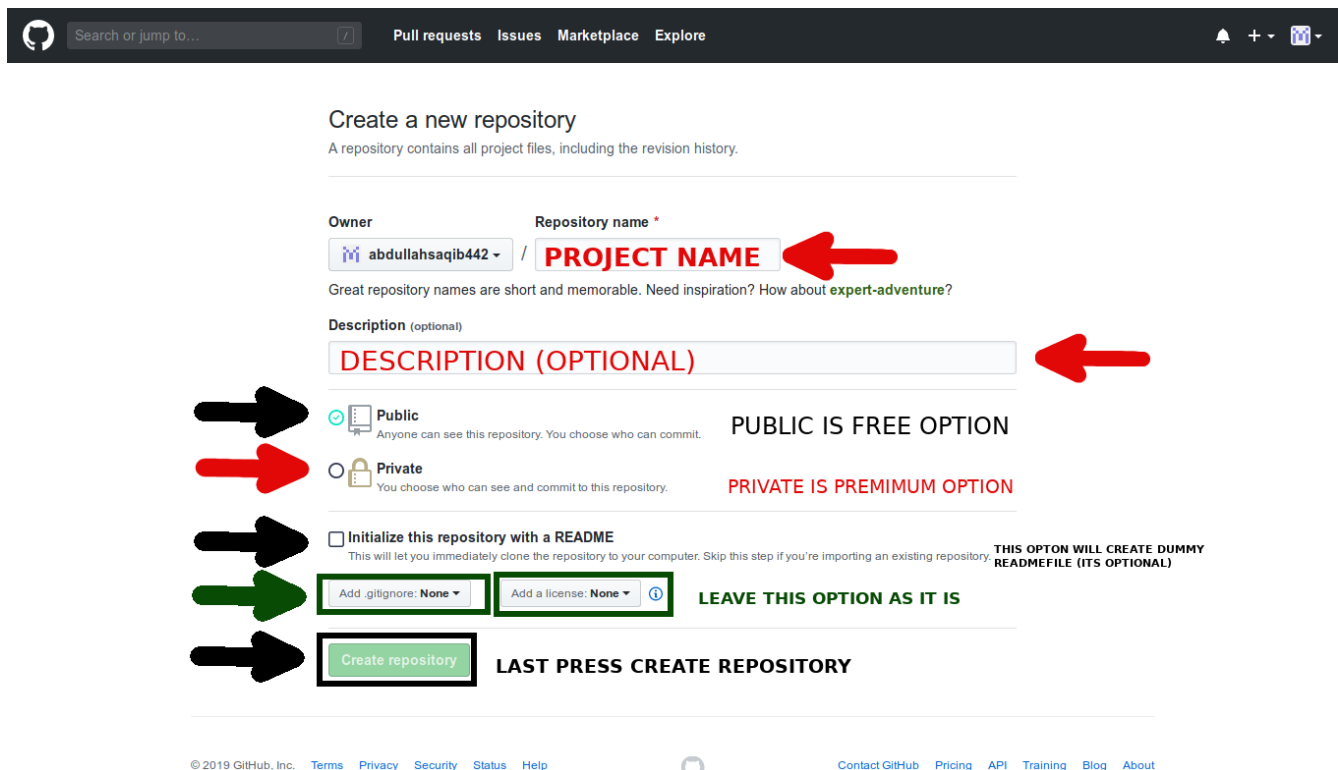 Search or jump to... /
Pull requests Issues Marketplace Explore
Create a new repository
A repository contains all project files, including the revision history.
Owner Repository name *
abdullahsaqib442 / PROJECT NAME
Great repository names are short and memorable. Need inspiration? How about expert-adventure?
Description (optional)
DESCRIPTION (OPTIONAL)
Public
Anyone can see this repository. You choose who can commit.
PUBLIC IS FREE OPTION
Private
You choose who can see and commit to this repository.
PRIVATE IS PREMIMUM OPTION
Initialize this repository with a README
This will let you immediately clone the repository to your computer. Skip this step if you're importing an existing repository.
THIS OPTON WILL CREATE DUMMY
READMEFILE (ITS OPTIONAL)
Add .gitignore: None Add a license: None
LEAVE THIS OPTION AS IT IS
Create repository
LAST PRESS CREATE REPOSITORY
© 2019 GitHub, Inc. Terms Privacy Security Status Help Contact GitHub Pricing API Training Blog About